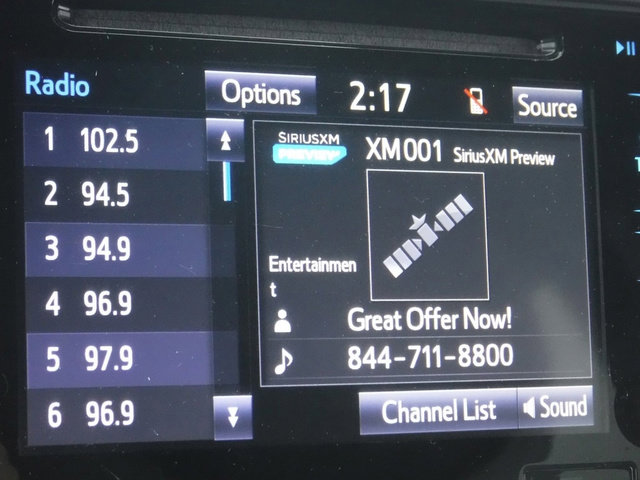 Radio
Options
2:17
Source
1 102.5
2 94.5
3 94.9
4 96.9
5 97.9
6 96.9
SIRIUSXM
PREVIEW
XM001 SiriusXM Preview
Entertainmen
t
Great Offer Now!
844-711-8800
Channel List
Sound